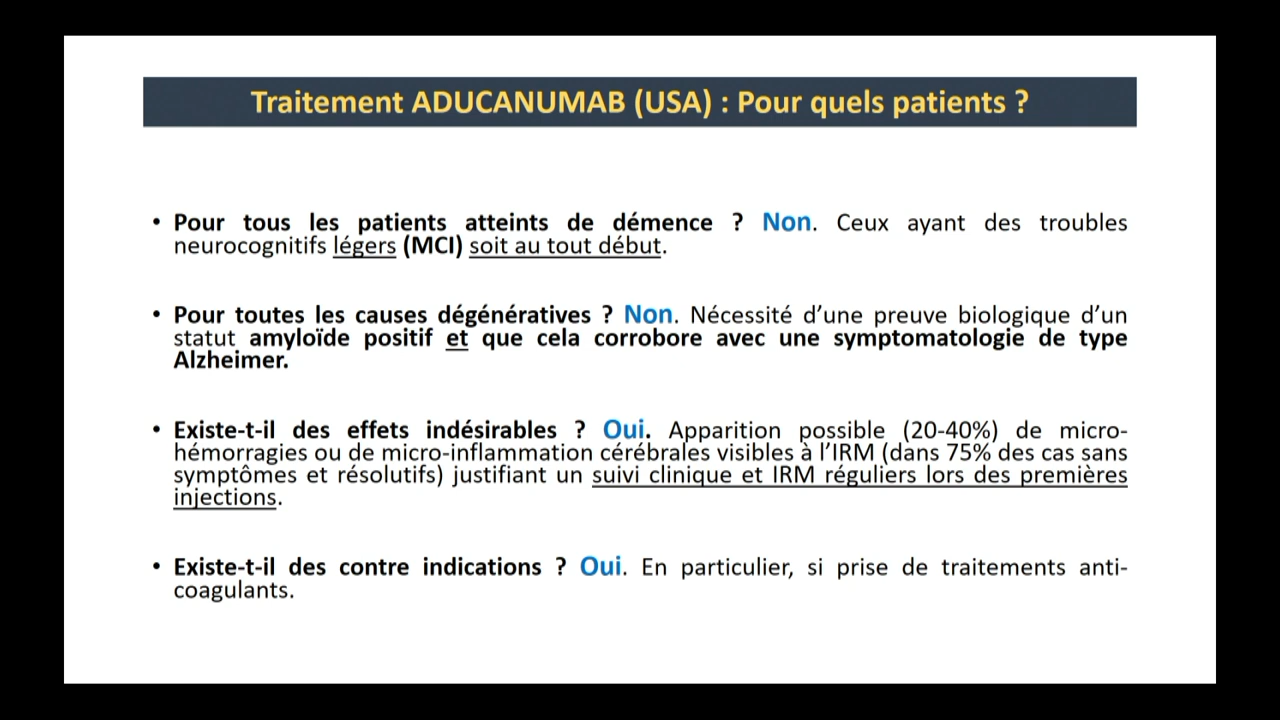 Traitement ADUCANUMAB (USA) : Pour quels patients ?
• Pour tous les patients atteints de démence ? Non. Ceux ayant des troubles
neurocognitifs légers (MCI) soit au tout début.
• Pour toutes les causes dégénératives ? Non. Nécessité d’une preuve biologique d’un
statut amyloïde positif et que cela corrobore avec une symptomatologie de type
Alzheimer.
• Existe-t-il des effets indésirables ? Oui. Apparition possible (20-40%) de micro-
hémorragies ou de micro-inflammation cérébrales visibles à l’IRM (dans 75% des cas sans
symptômes et résolutifs) justifiant un suivi clinique et IRM réguliers lors des premières
injections.
• Existe-t-il des contre indications ? Oui. En particulier, si prise de traitements anti-
coagulants.